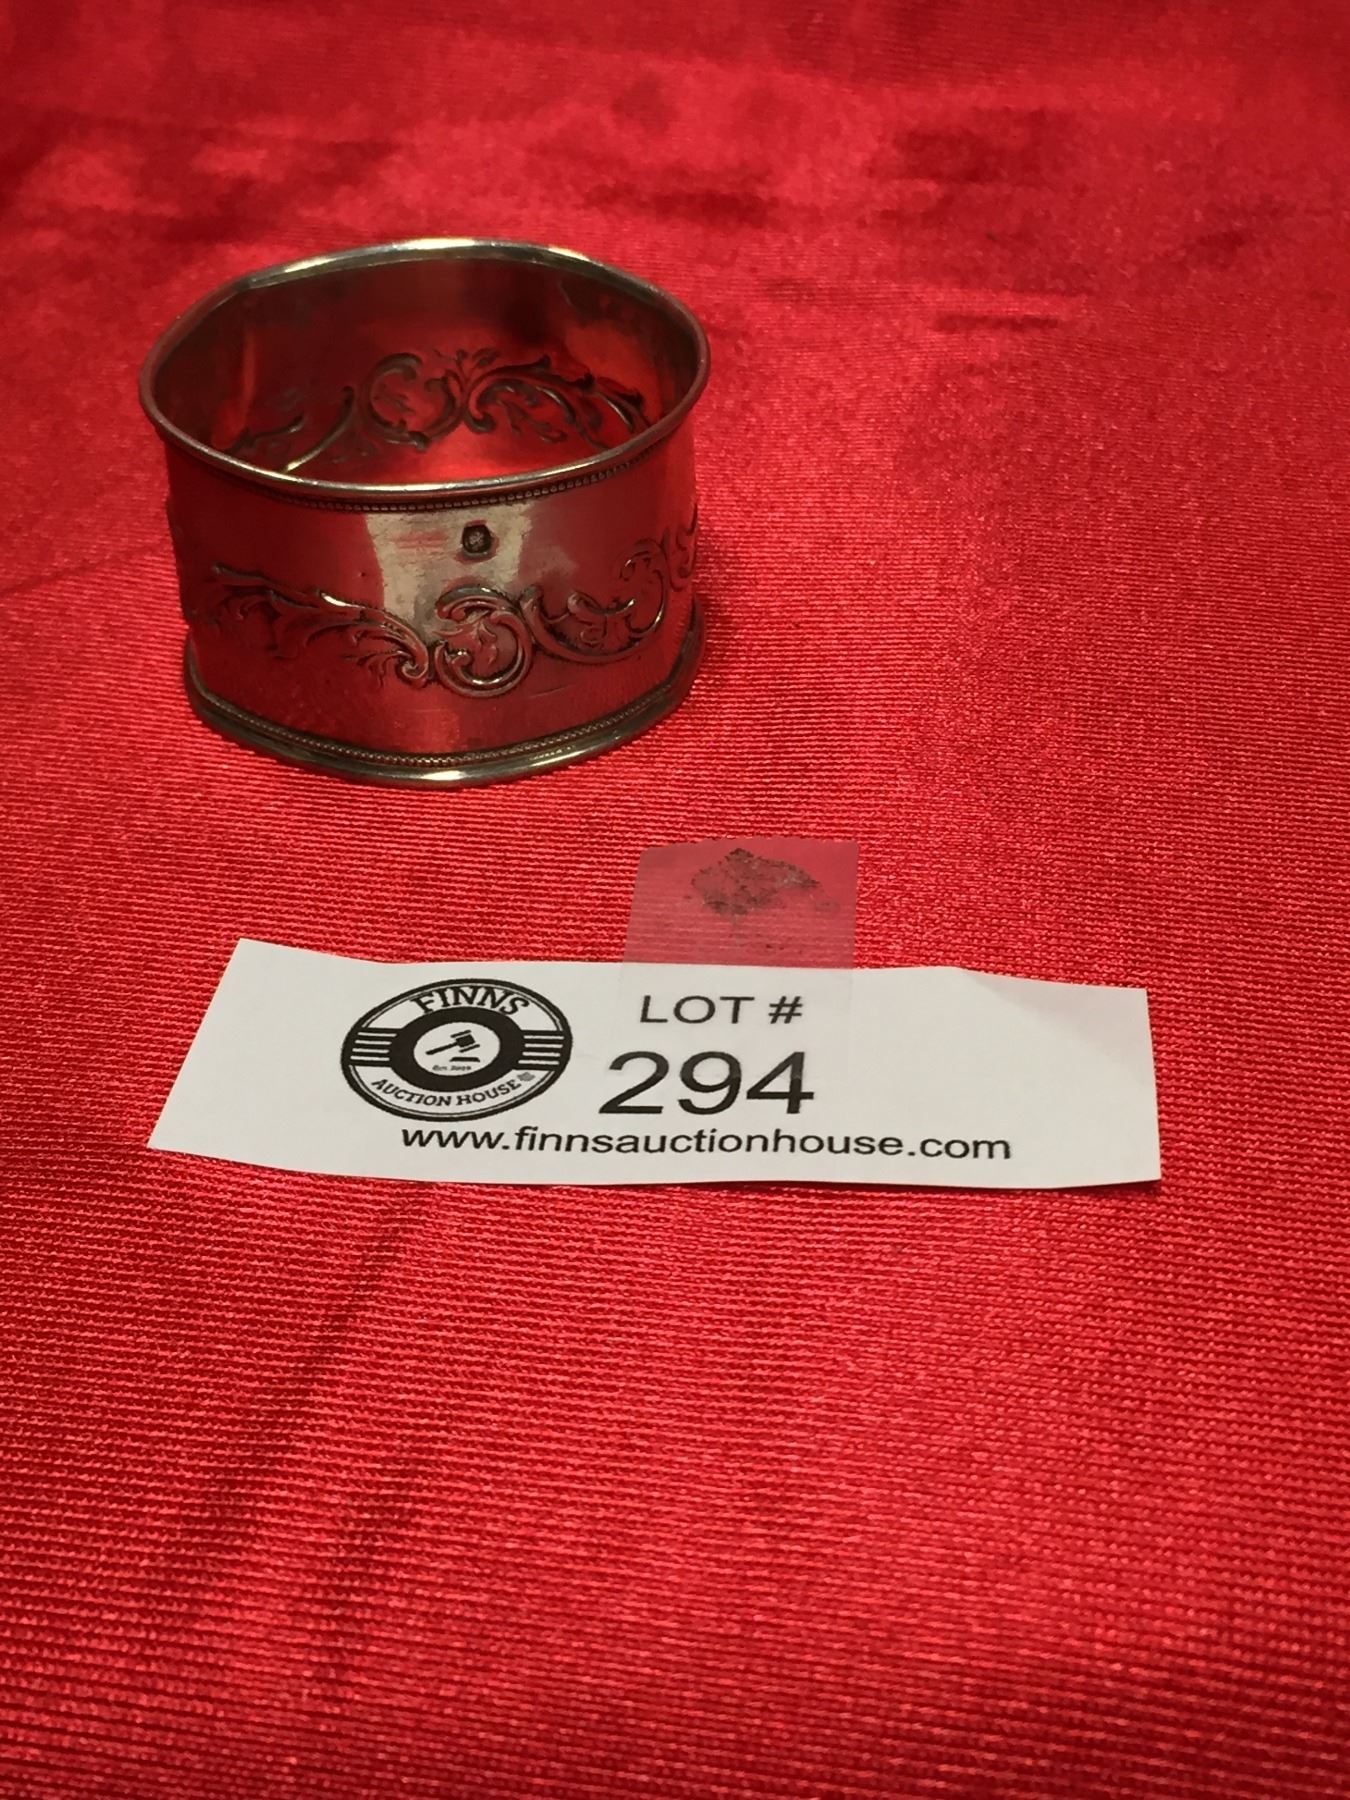 FINNS
AUCTION HOUSE
LOT #
294
www.finnsauctionhouse.com